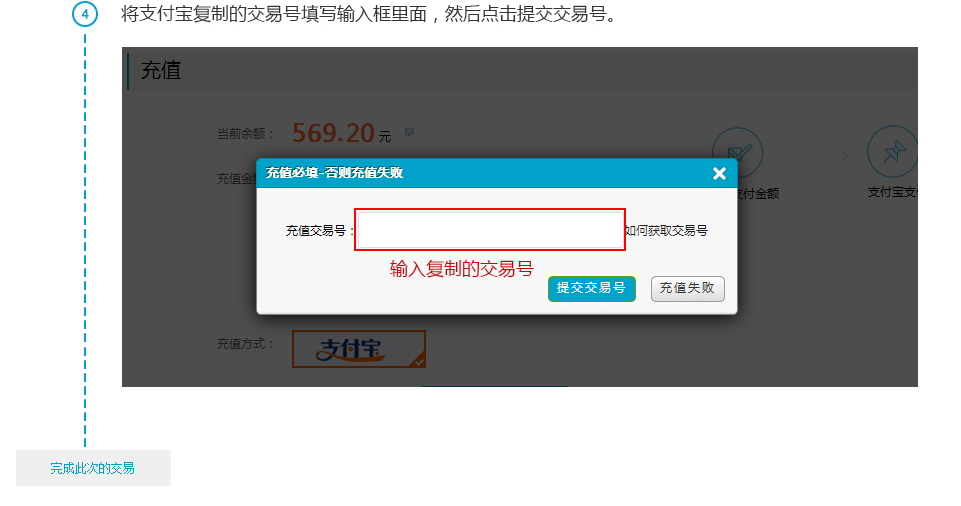 4 将支付宝复制的交易号填写输入框里面，然后点击提交交易号。
充值
当前余额： 569.20 元
充值金
支付金额
支付宝支
充值必填-否则充值失败
充值交易号： 如何获取交易号
输入复制的交易号
提交交易号 充值失败
充值方式： 支付宝
完成此次的交易